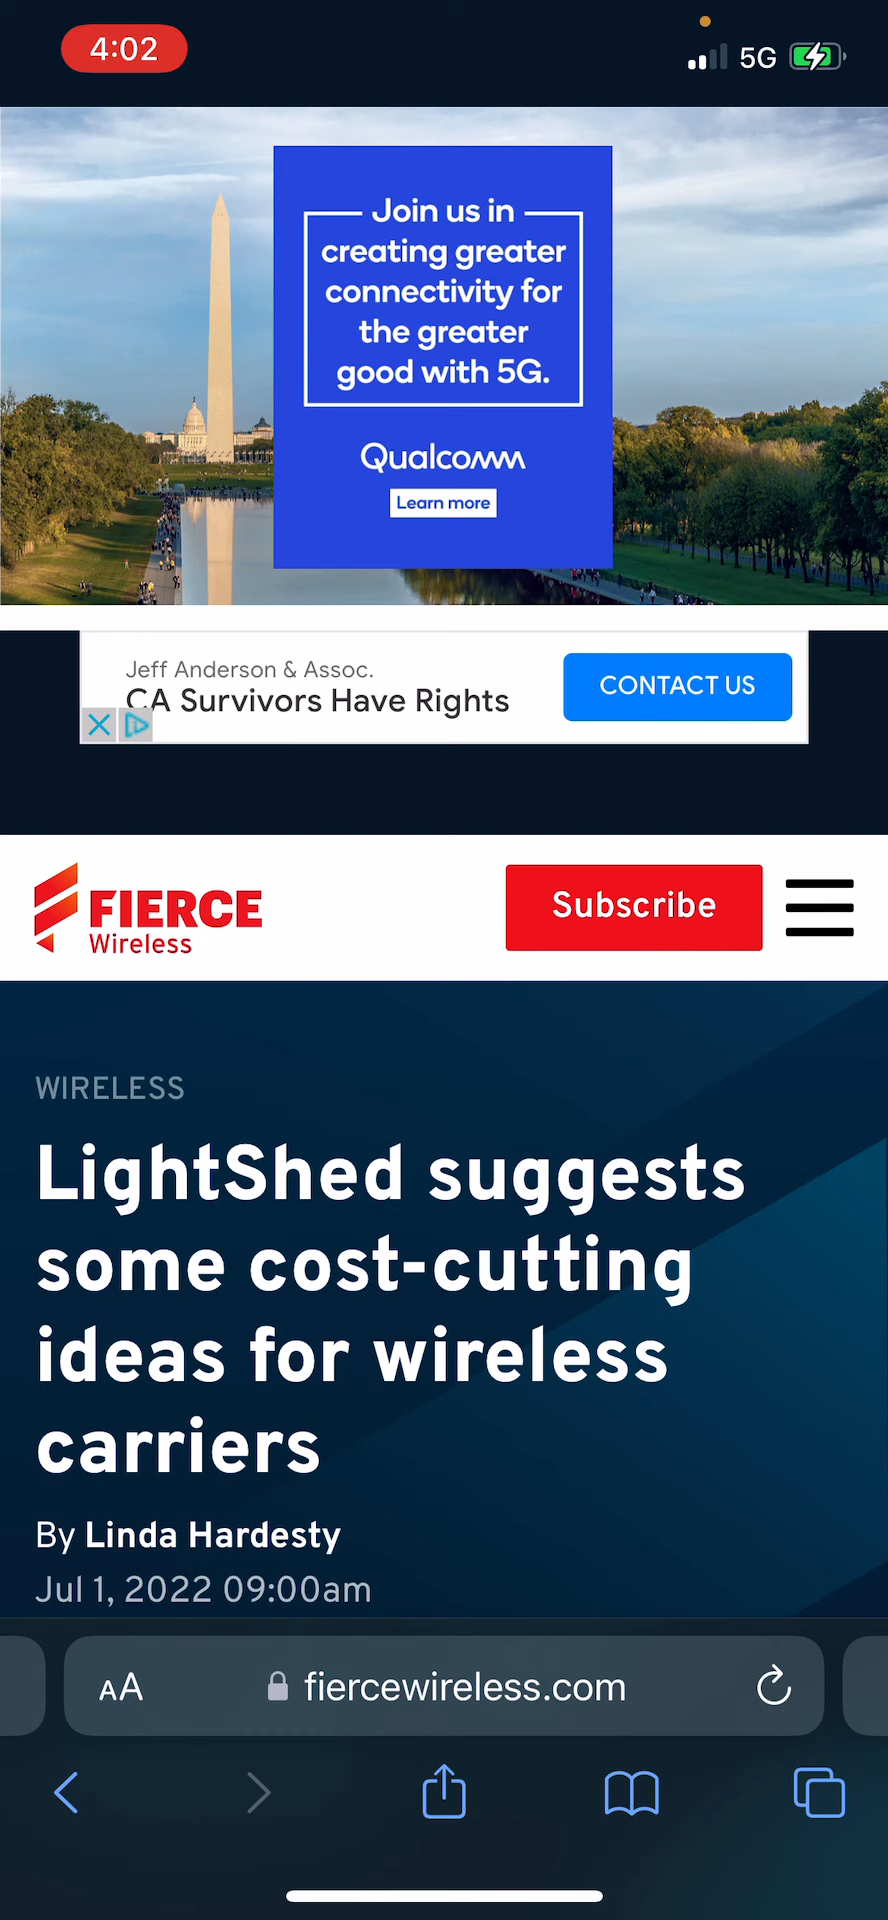 4:02
5G
Join us in
creating greater
connectivity for
the greater
good with 5G.
Qualcomm
Learn more
Jeff Anderson & Assoc.
CA Survivors Have Rights
CONTACT US
FIERCE
Wireless
Subscribe
WIRELESS
LightShed suggests
some cost-cutting
ideas for wireless
carriers
By Linda Hardesty
Jul 1, 2022 09:00am
AA
fiercewireless.com